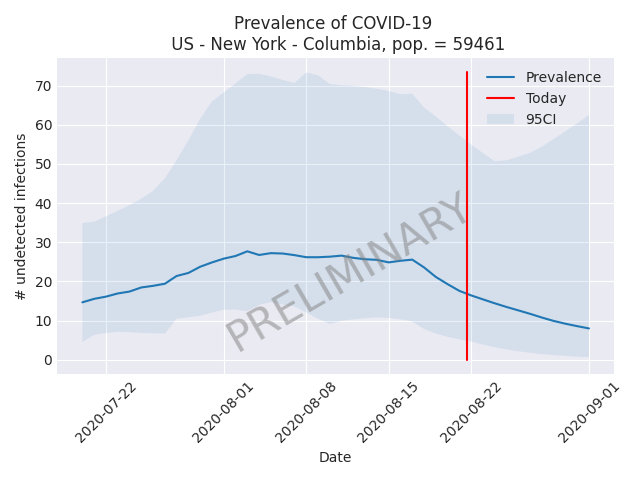 Prevalence of COVID-19
US - New York - Columbia, pop. = 59461
# undetected infections
70
60
50
40
30
20
10
0
Prevalence
Today
95CI
PRELIMINARY
2020-07-22
2020-08-01
2020-08-08
2020-08-15
2020-08-22
2020-09-01
Date